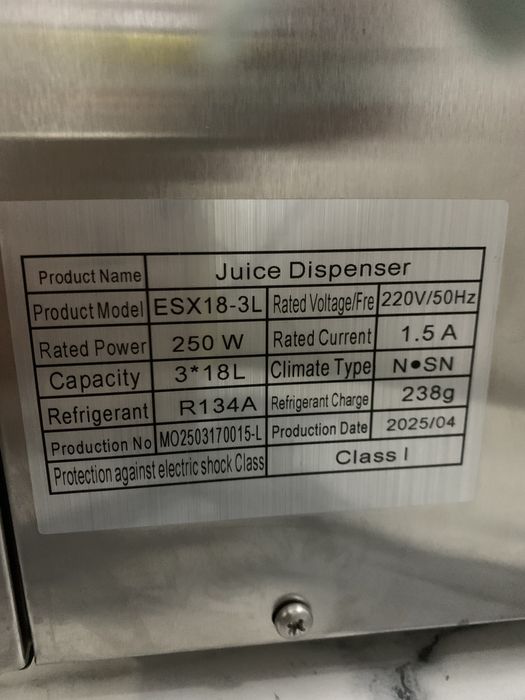 Product Name Juice Dispenser
Product Model ESX18-3L Rated Voltage/Fre 220V/50Hz
Rated Power 250 W Rated Current 1.5 A
Capacity 3*18L Climate Type N•SN
Refrigerant R134A Refrigerant Charge 238g
Production No MO2503170015-L Production Date 2025/04
Protection against electric shock Class Class I